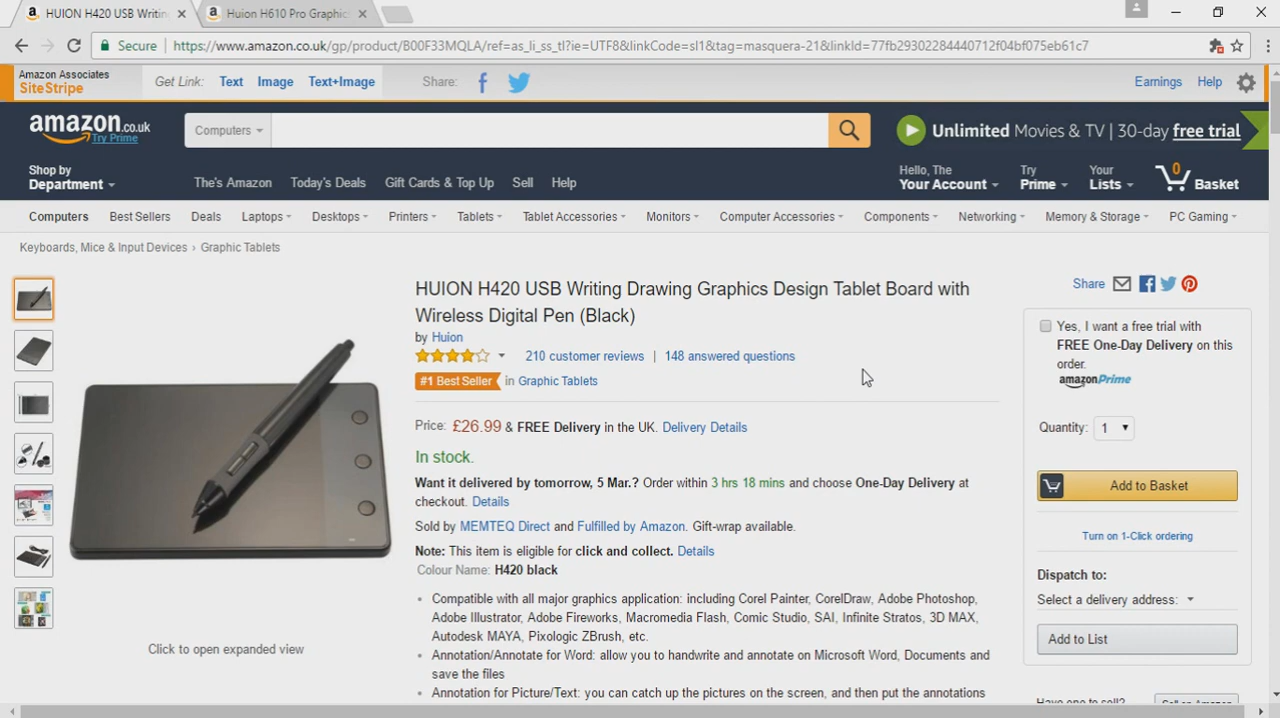 HUION H420 USB Writin
Huion H610 Pro Graphic
Secure
https://www.amazon.co.uk/gp/product/B00F33MQLA/ref=as_li_ss_tl?ie=UTF8&linkCode=sl1&tag=masquera-21&linkId=77fb29302284440712f04bf075eb61c7
Amazon Associates
SiteStripe
Get Link: Text Image Text+Image
Share:
Earnings Help
amazon.co.uk
Try Prime
Computers
Unlimited Movies & TV | 30-day free trial
Shop by
Department
The's Amazon Today's Deals Gift Cards & Top Up Sell Help
Hello, The
Your Account
Try
Prime
Your
Lists
0
Basket
Computers Best Sellers Deals Laptops Desktops Printers Tablets Tablet Accessories Monitors Computer Accessories Components Networking Memory & Storage PC Gaming
Keyboards, Mice & Input Devices › Graphic Tablets
HUION H420 USB Writing Drawing Graphics Design Tablet Board with
Wireless Digital Pen (Black)
by Huion
210 customer reviews | 148 answered questions
#1 Best Seller in Graphic Tablets
Price: £26.99 & FREE Delivery in the UK. Delivery Details
In stock.
Want it delivered by tomorrow, 5 Mar.? Order within 3 hrs 18 mins and choose One-Day Delivery at
checkout. Details
Sold by MEMTEQ Direct and Fulfilled by Amazon. Gift-wrap available.
Note: This item is eligible for click and collect. Details
Colour Name: H420 black
• Compatible with all major graphics application: including Corel Painter, CorelDraw, Adobe Photoshop,
Adobe Illustrator, Adobe Fireworks, Macromedia Flash, Comic Studio, SAI, Infinite Stratos, 3D MAX,
Autodesk MAYA, Pixologic ZBrush, etc.
• Annotation/Annotate for Word: allow you to handwrite and annotate on Microsoft Word, Documents and
save the files
• Annotation for Picture/Text: you can catch up the pictures on the screen, and then put the annotations
Click to open expanded view
Share
Yes, I want a free trial with
FREE One-Day Delivery on this
order.
amazonPrime
Quantity: 1
Add to Basket
Turn on 1-Click ordering
Dispatch to:
Select a delivery address:
Add to List
Have one to sell?
Sell on Amazon